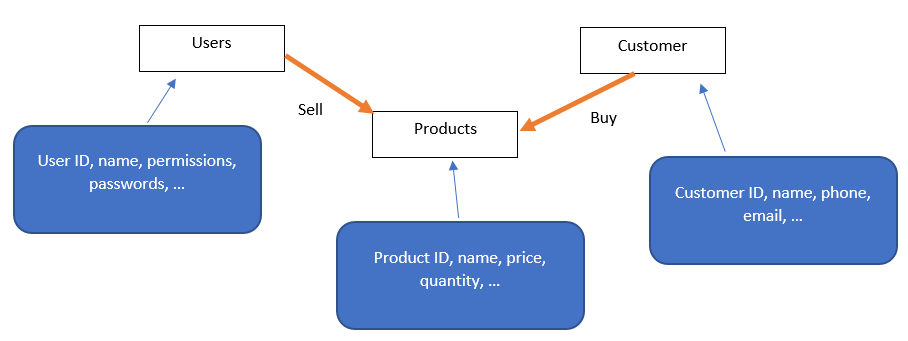 Users
Customer
Sell
Buy
Products
User ID, name, permissions,
passwords, ...
Customer ID, name, phone,
email, ...
Product ID, name, price,
quantity, ...